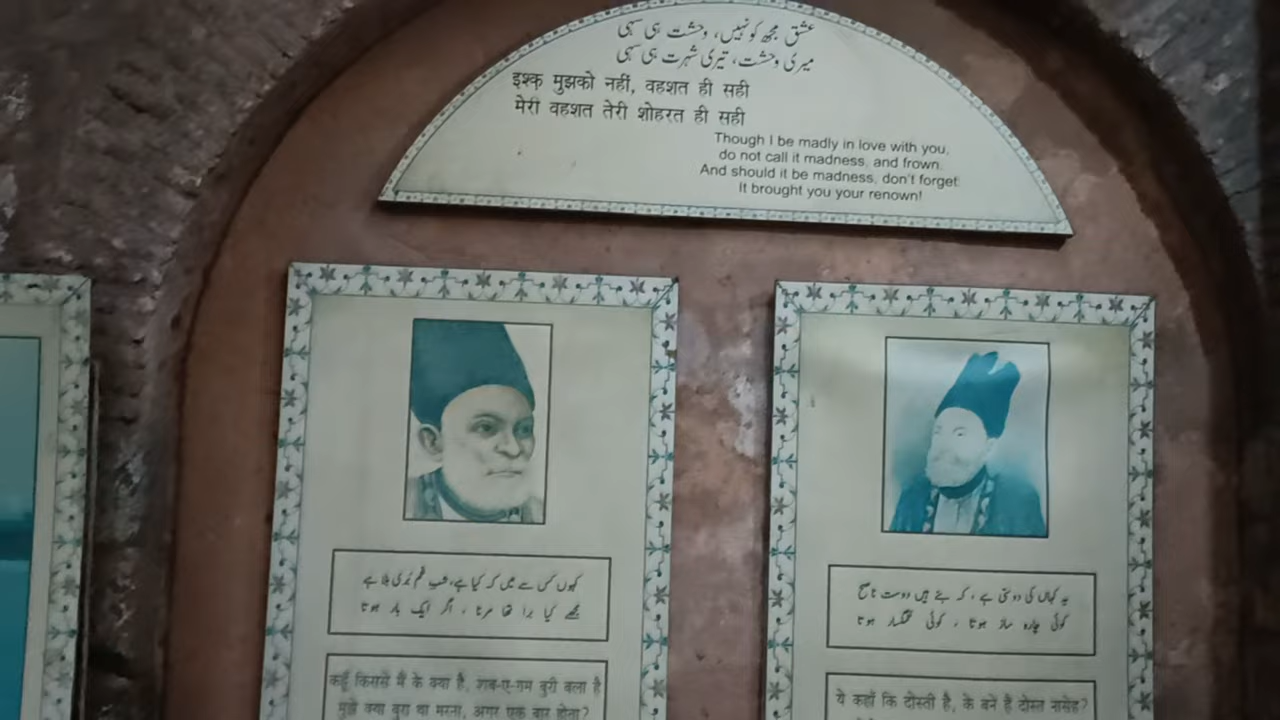 عشق مجھ کو نہیں، وحشت ہی سہی
میری وحشت، تیری شہرت ہی سہی
इश्क़ मुझको नहीं, वहशत ही सही
मेरी वहशत तेरी शोहरत ही सही
Though I be madly in love with you,
do not call it madness, and frown.
And should it be madness, don't forget
It brought you your renown!
کہوں کس سے میں کہ کیا ہے، شب غم بری بلا ہے
مجھے کیا برا تھا مرنا ، اگر ایک بار ہوتا
कहूँ किससे मैं के क्या है, शब-ए-ग़म बुरी बला है
मुझे क्या बुरा था मरना, अगर एक बार होता?
یہ کہاں کی دوستی ہے ، کہ بنے ہیں دوست ناصح
کوئی چارہ ساز ہوتا ، کوئی غمگسار ہوتا
ये कहाँ कि दोस्ती है, के बने हैं दोस्त नासेह?